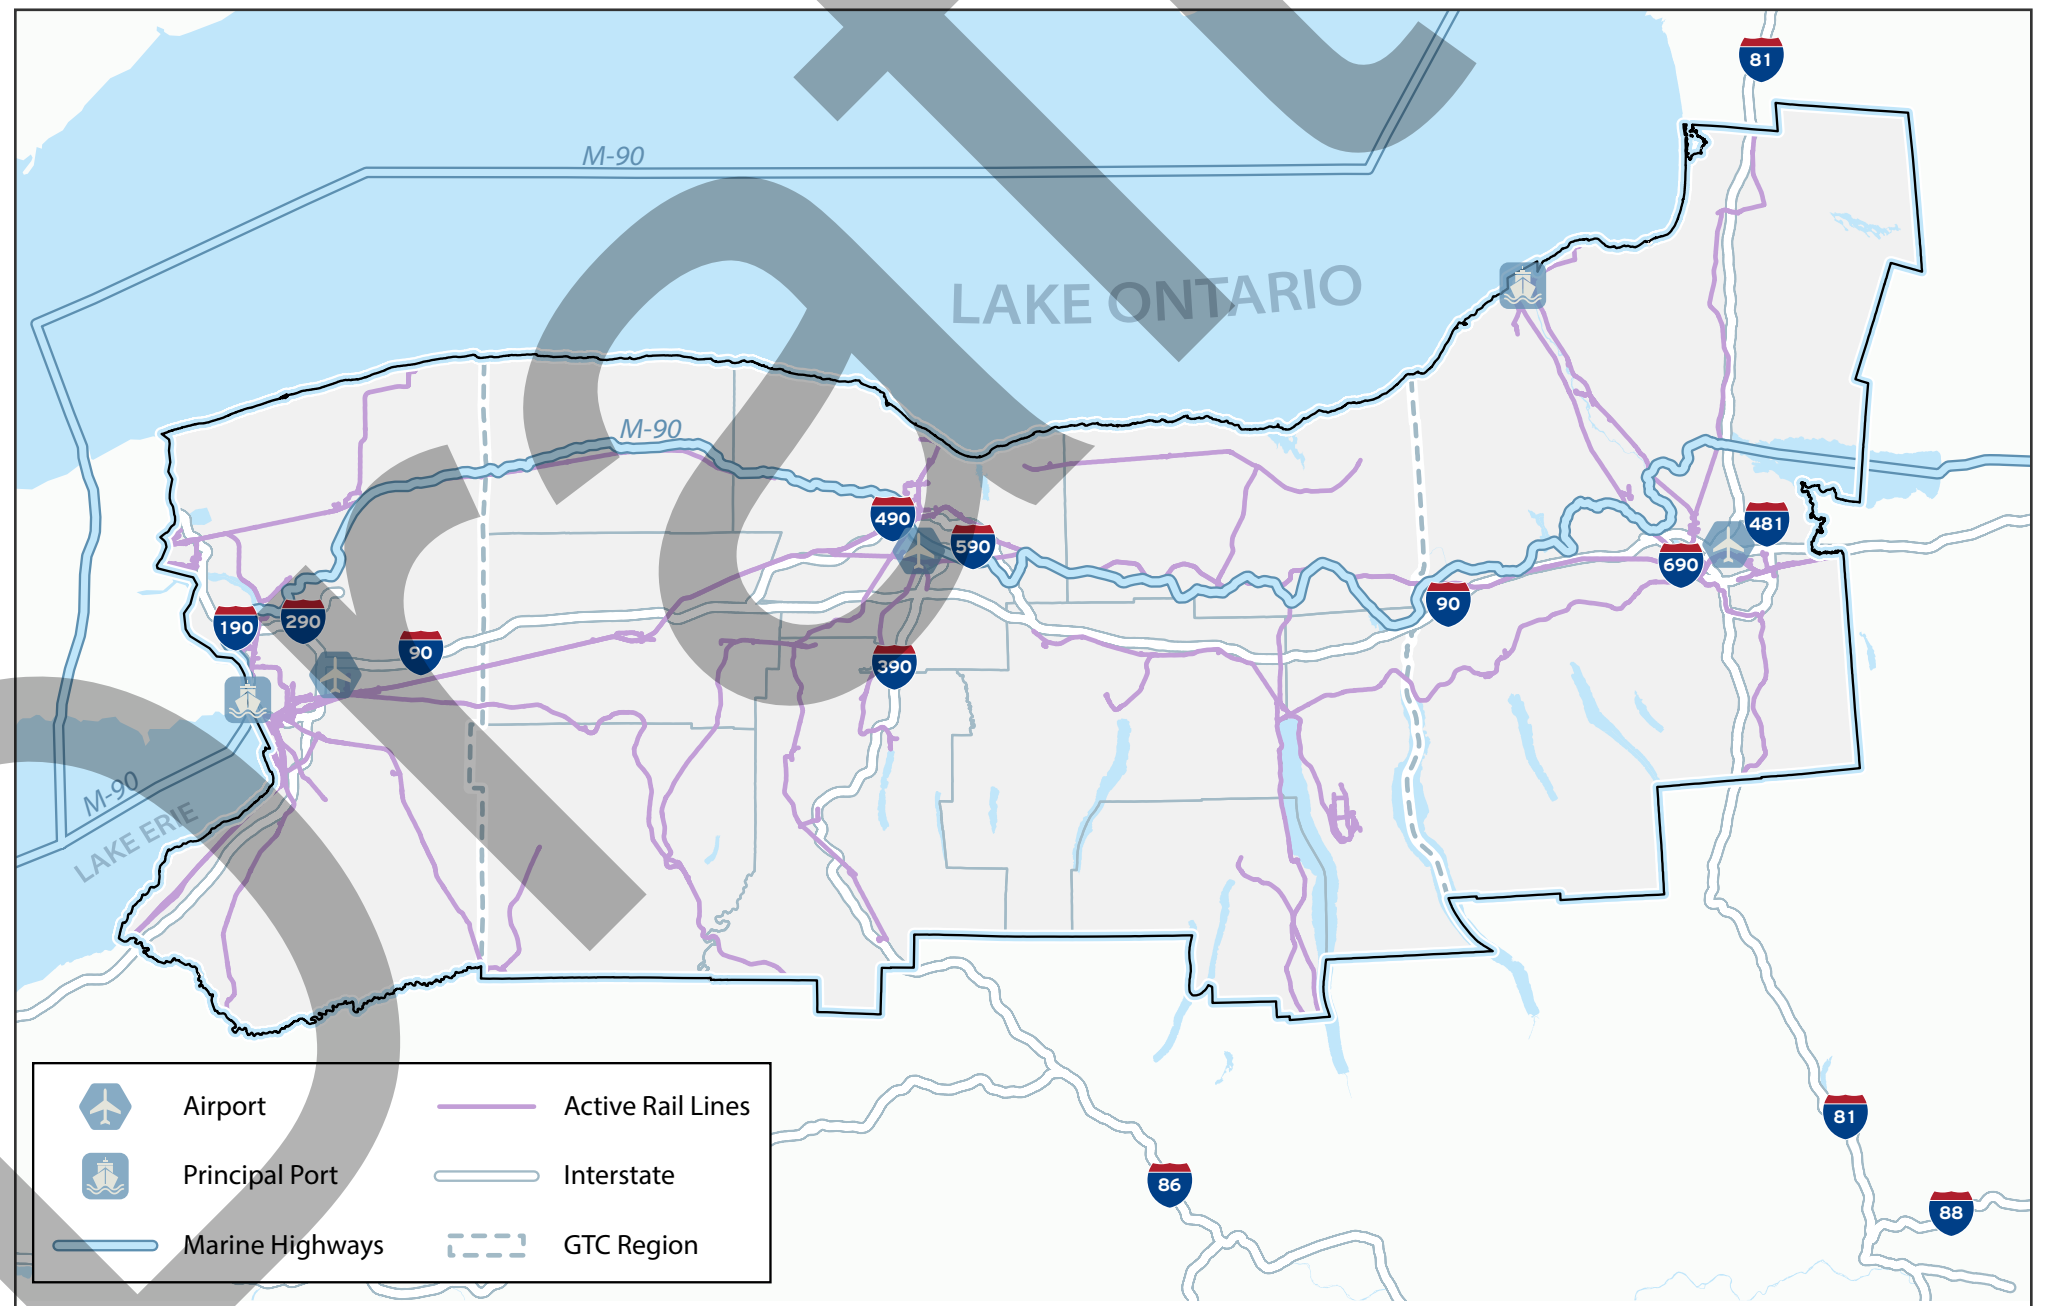 81
M-90
LAKE ONTARIO
M-90
490
590
481
690
90
190
290
90
390
M-90
LAKE ERIE
Draft
86
81
88
Airport
Active Rail Lines
Principal Port
Interstate
Marine Highways
GTC Region